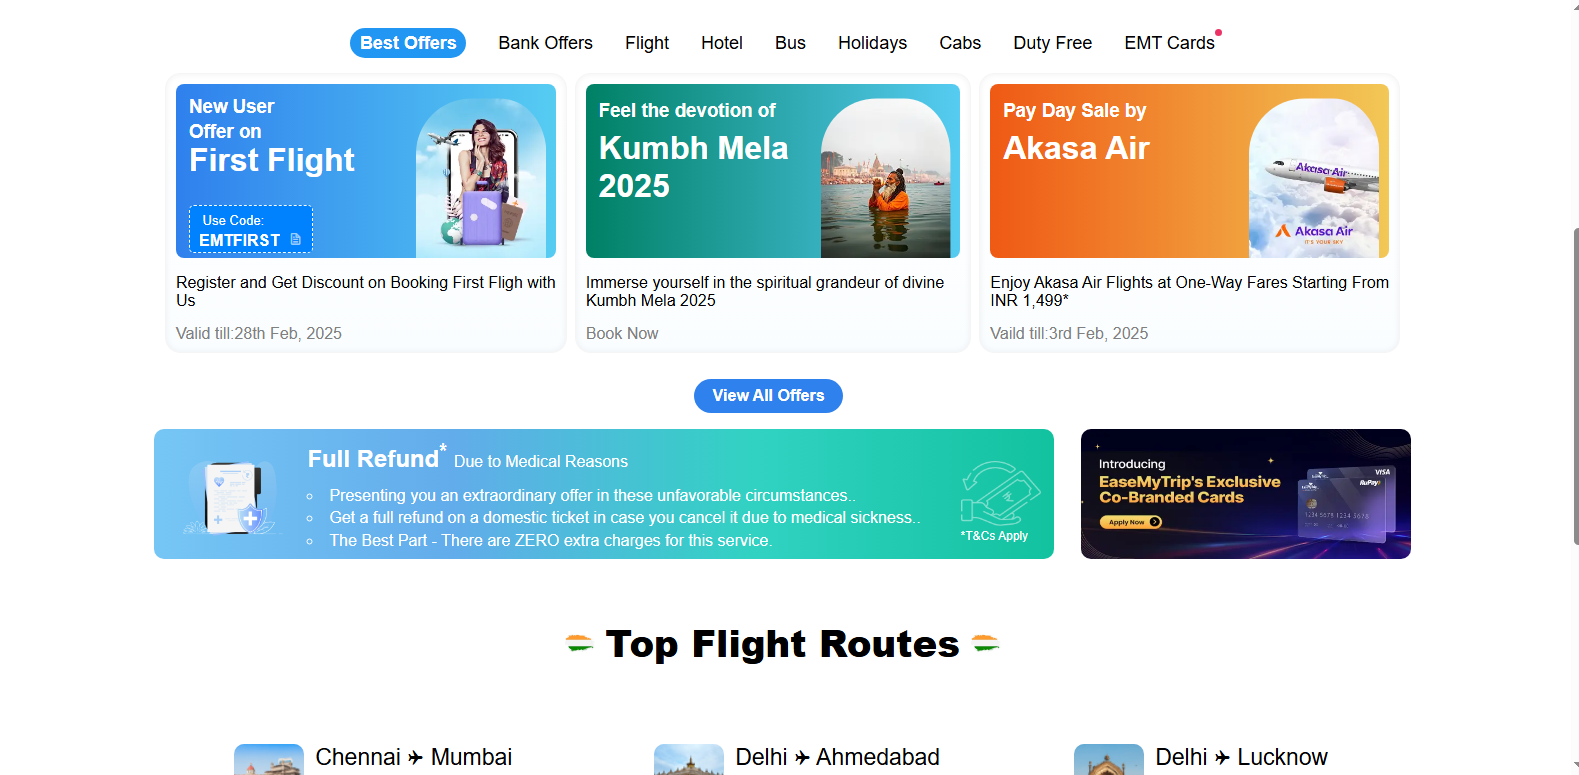 Best Offers Bank Offers Flight Hotel Bus Holidays Cabs Duty Free EMT Cards
New User
Offer on
First Flight
Use Code:
EMTFIRST
Register and Get Discount on Booking First Fligh with
Us
Valid till:28th Feb, 2025
Feel the devotion of
Kumbh Mela
2025
Immerse yourself in the spiritual grandeur of divine
Kumbh Mela 2025
Book Now
Pay Day Sale by
Akasa Air
Akasa Air
Akasa Air
IT'S YOUR SKY
Enjoy Akasa Air Flights at One-Way Fares Starting From
INR 1,499*
Vaild till:3rd Feb, 2025
View All Offers
Full Refund* Due to Medical Reasons
Presenting you an extraordinary offer in these unfavorable circumstances..
Get a full refund on a domestic ticket in case you cancel it due to medical sickness..
The Best Part - There are ZERO extra charges for this service.
*T&Cs Apply
Introducing
EaseMyTrip's Exclusive
Co-Branded Cards
Apply Now
VISA
RuPay
1234 5678 1234 5678
Top Flight Routes
Chennai ✈ Mumbai
Delhi ✈ Ahmedabad
Delhi ✈ Lucknow